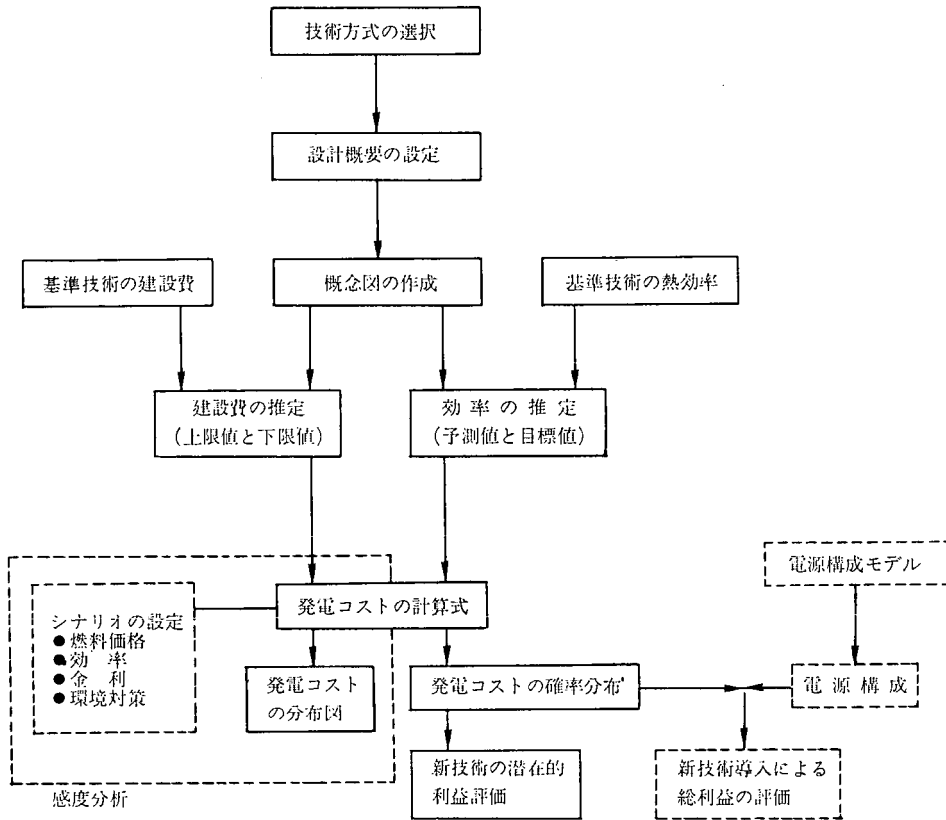 技術方式の選択
設計概要の設定
基準技術の建設費
概念図の作成
基準技術の熱効率
建設費の推定
(上限値と下限値)
効率の推定
(予測値と目標値)
電源構成モデル
シナリオの設定
●燃料価格
●効 率
●金 利
●環境対策
発電コストの計算式
発電コスト
の分布図
発電コストの確率分布
電源構成
新技術の潜在的
利益評価
新技術導入による
総利益の評価
感度分析